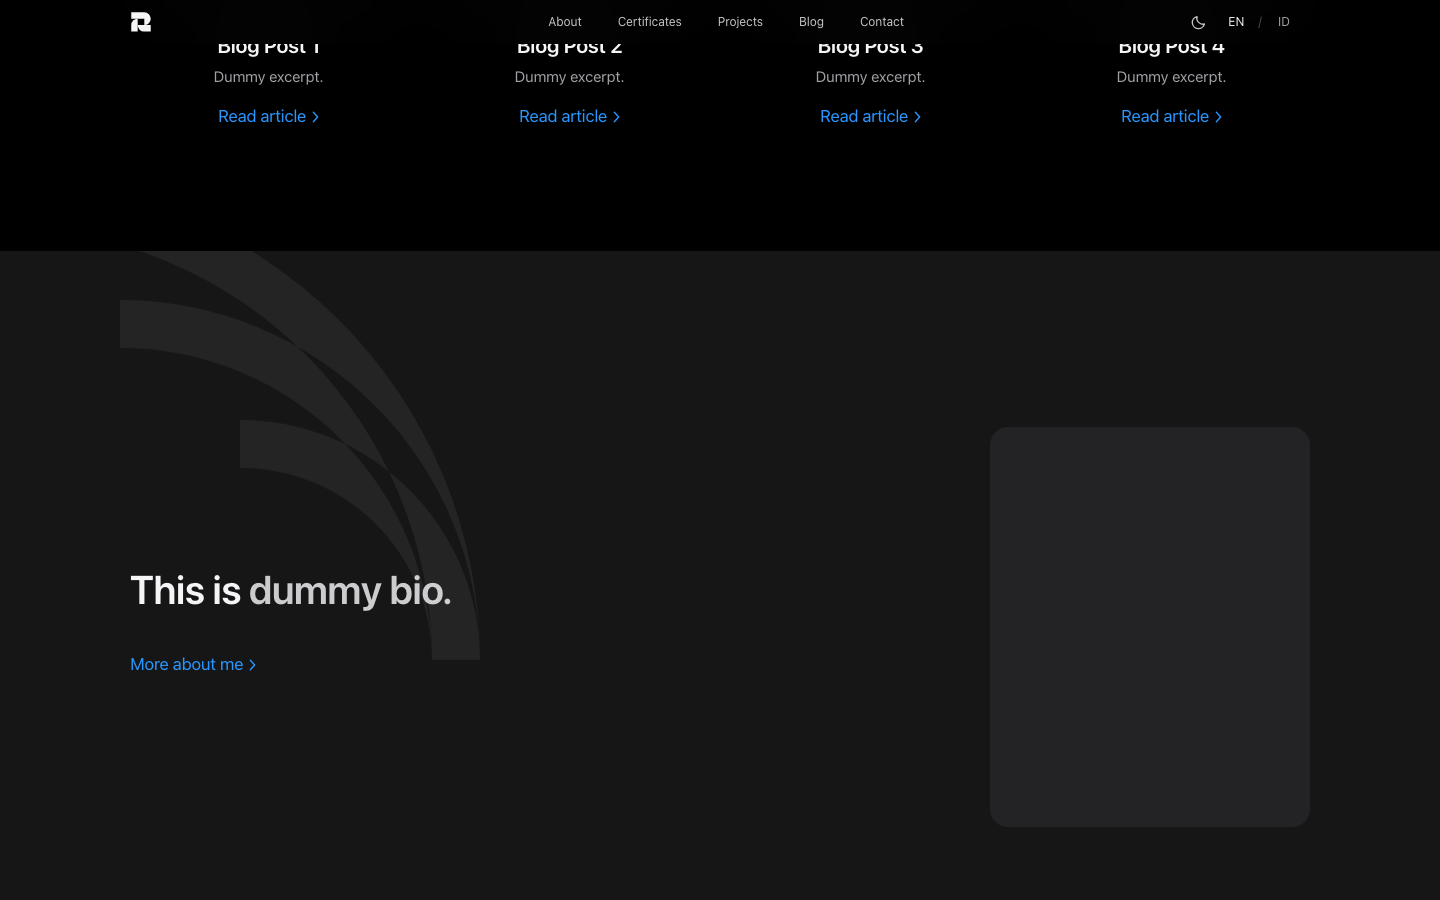 About Certificates Projects Blog Contact EN / ID
Blog Post 1 Blog Post 2 Blog Post 3 Blog Post 4
Dummy excerpt. Dummy excerpt. Dummy excerpt. Dummy excerpt.
Read article Read article Read article Read article
This is dummy bio.
More about me